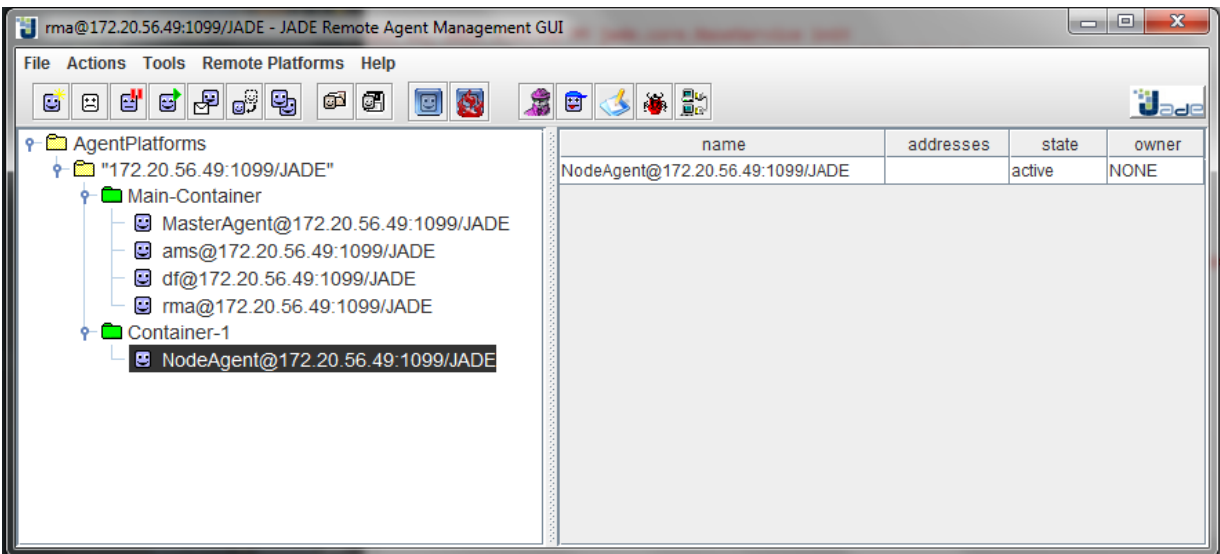 rma@172.20.56.49:1099/JADE - JADE Remote Agent Management GUI
File Actions Tools Remote Platforms Help
Jade
AgentPlatforms
"172.20.56.49:1099/JADE"
Main-Container
MasterAgent@172.20.56.49:1099/JADE
ams@172.20.56.49:1099/JADE
df@172.20.56.49:1099/JADE
rma@172.20.56.49:1099/JADE
Container-1
NodeAgent@172.20.56.49:1099/JADE
name addresses state owner
NodeAgent@172.20.56.49:1099/JADE active NONE